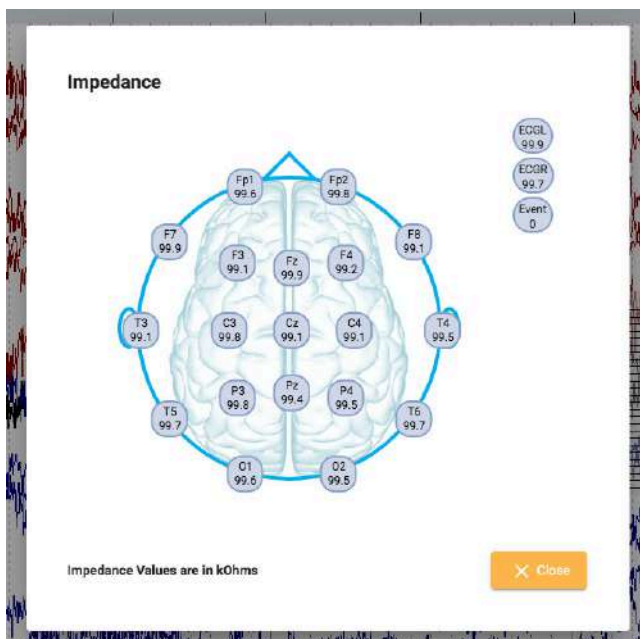 Impedance
ECGL
99.9
ECGR
99.7
Event
0
Fp1
99.6
Fp2
99.8
F7
99.9
F8
99.1
F3
99.1
Fz
99.9
F4
99.2
T3
99.1
C3
99.8
Cz
99.1
C4
99.1
T4
99.5
P3
99.8
Pz
99.4
P4
99.5
T5
99.7
T6
99.7
O1
99.6
O2
99.5
Impedance Values are in kOhms
Close